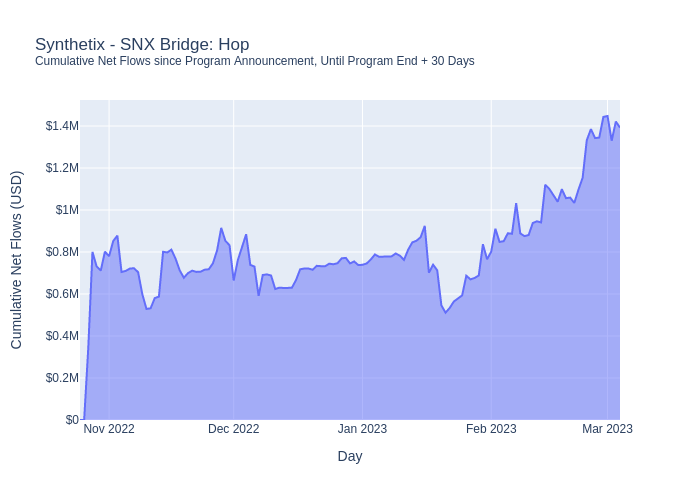 Synthetix - SNX Bridge: Hop
Cumulative Net Flows since Program Announcement, Until Program End + 30 Days
Cumulative Net Flows (USD)
$1.4M
$1.2M
$1M
$0.8M
$0.6M
$0.4M
$0.2M
$0
Nov 2022 Dec 2022 Jan 2023 Feb 2023 Mar 2023
Day